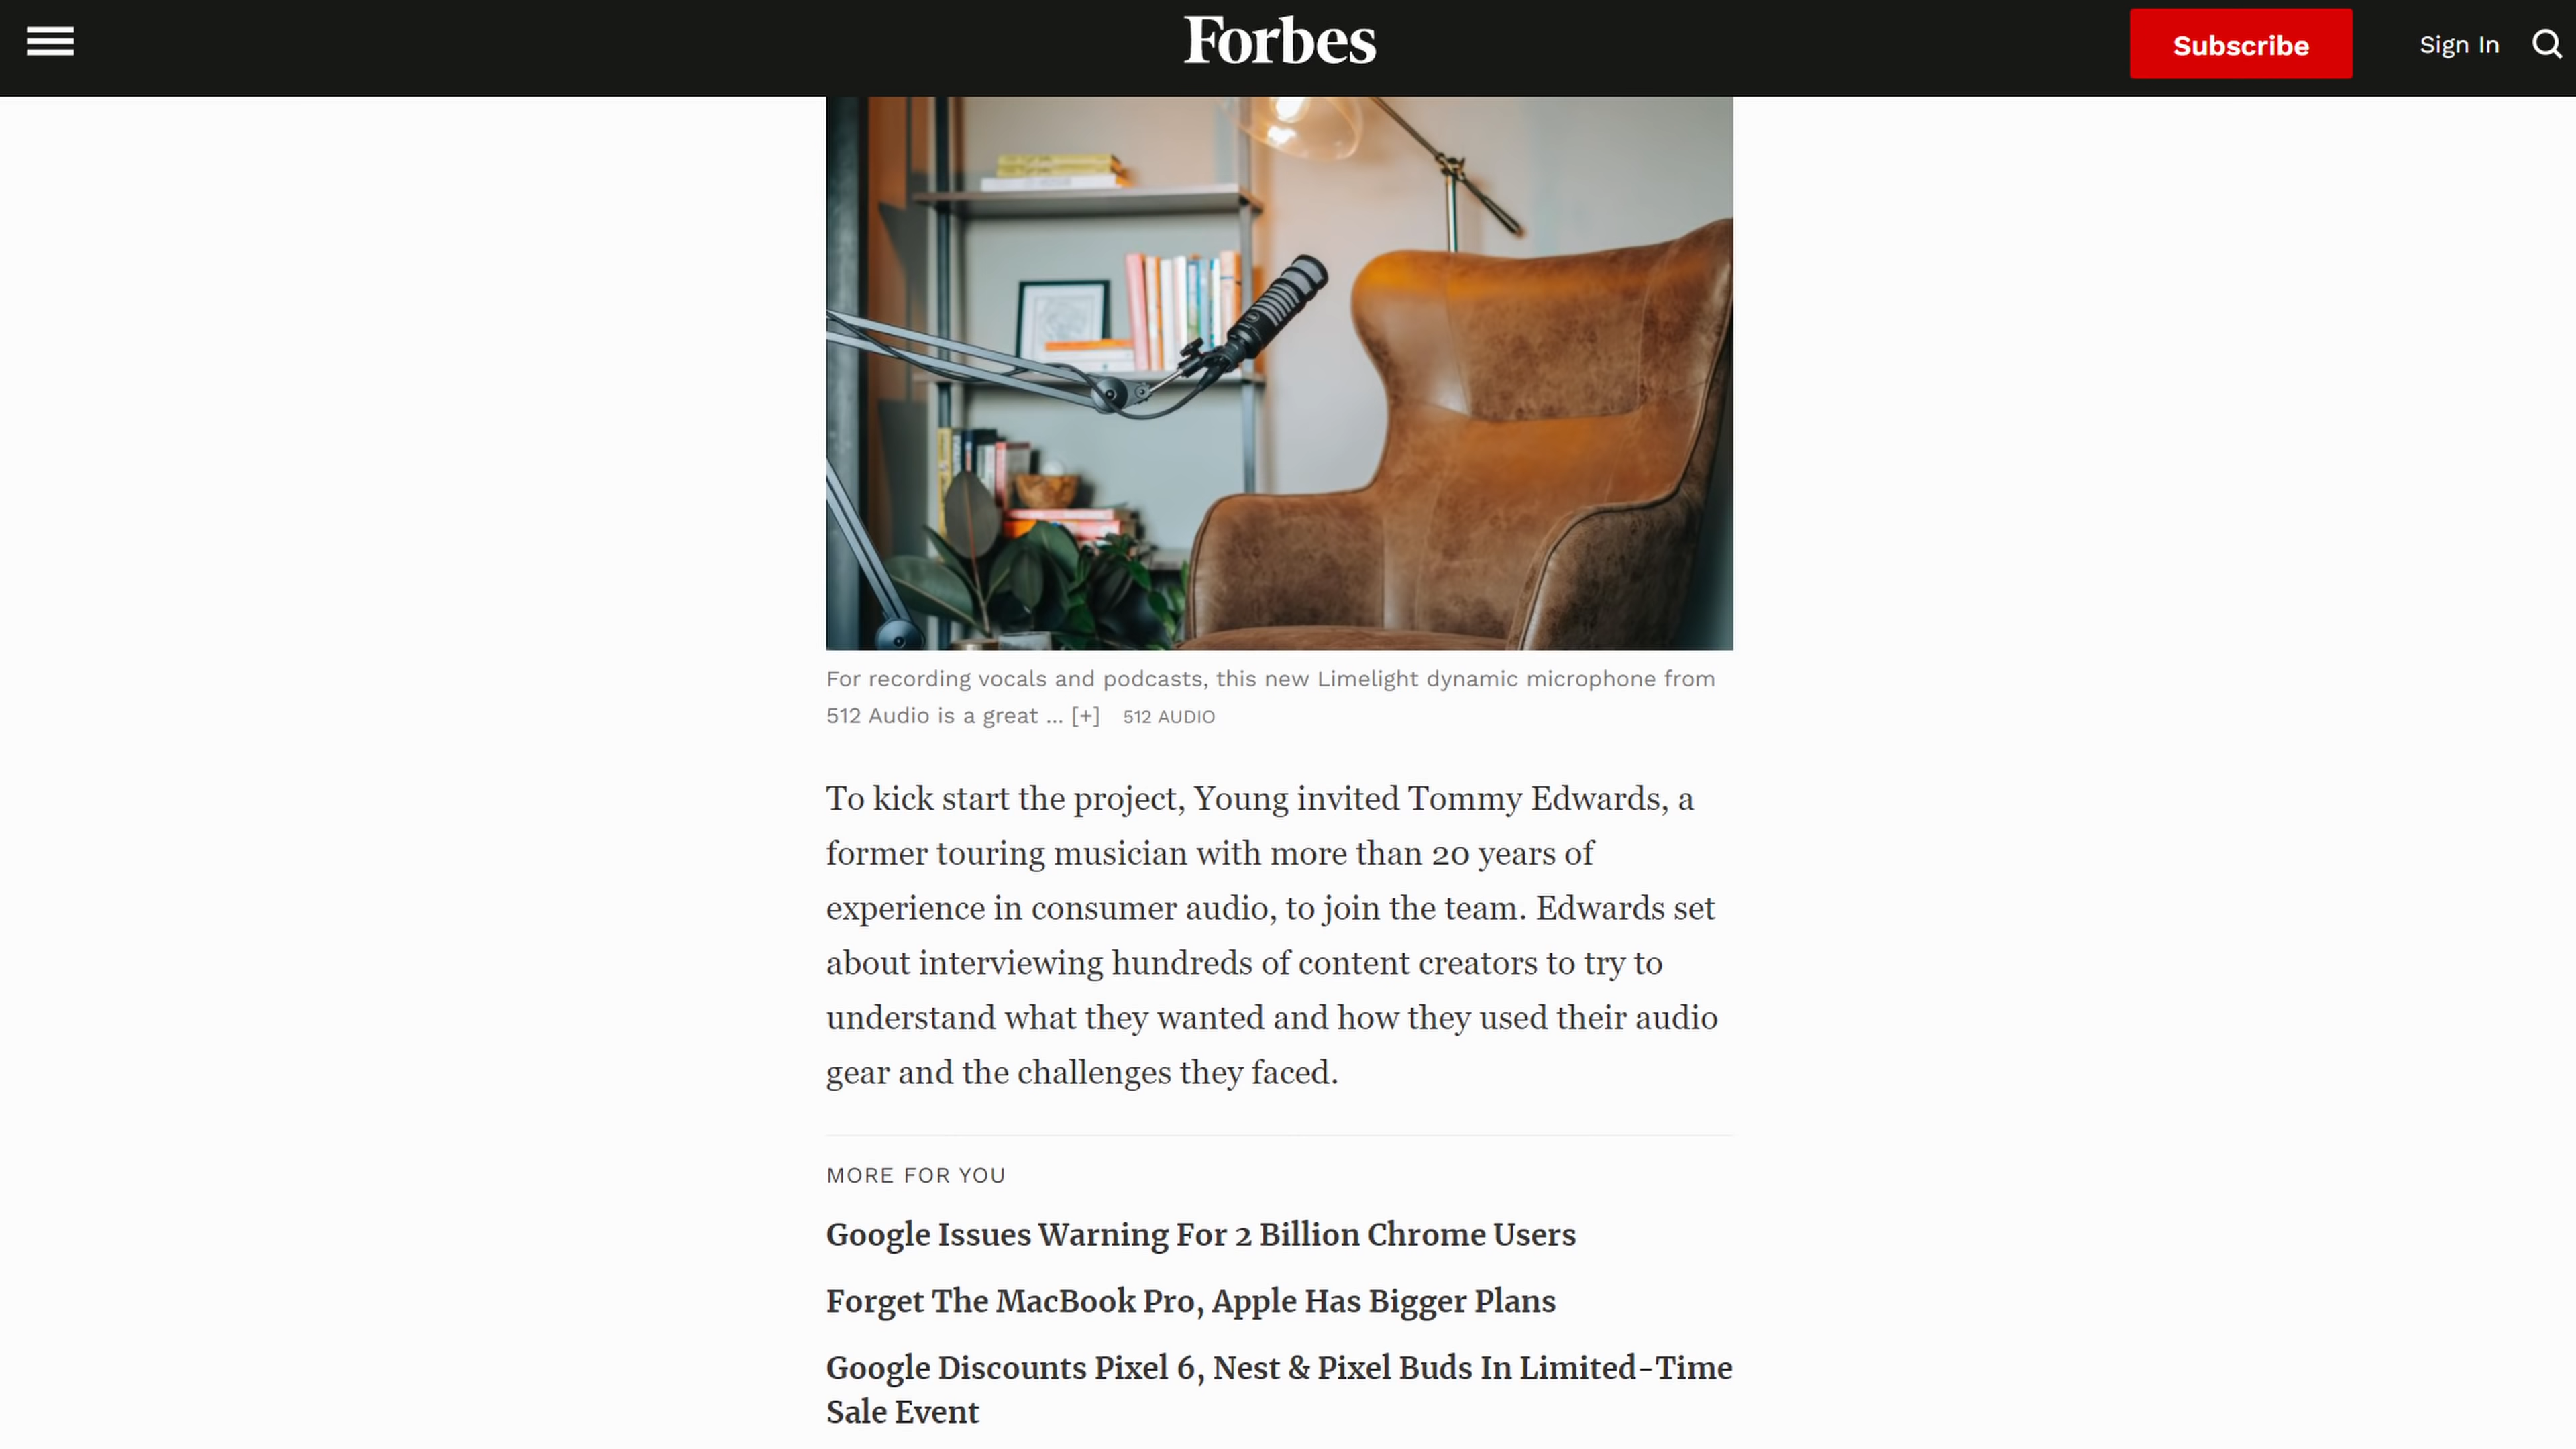 Forbes
Subscribe
Sign In
For recording vocals and podcasts, this new Limelight dynamic microphone from
512 Audio is a great ... [+] 512 AUDIO
To kick start the project, Young invited Tommy Edwards, a
former touring musician with more than 20 years of
experience in consumer audio, to join the team. Edwards set
about interviewing hundreds of content creators to try to
understand what they wanted and how they used their audio
gear and the challenges they faced.
MORE FOR YOU
Google Issues Warning For 2 Billion Chrome Users
Forget The MacBook Pro, Apple Has Bigger Plans
Google Discounts Pixel 6, Nest & Pixel Buds In Limited-Time
Sale Event